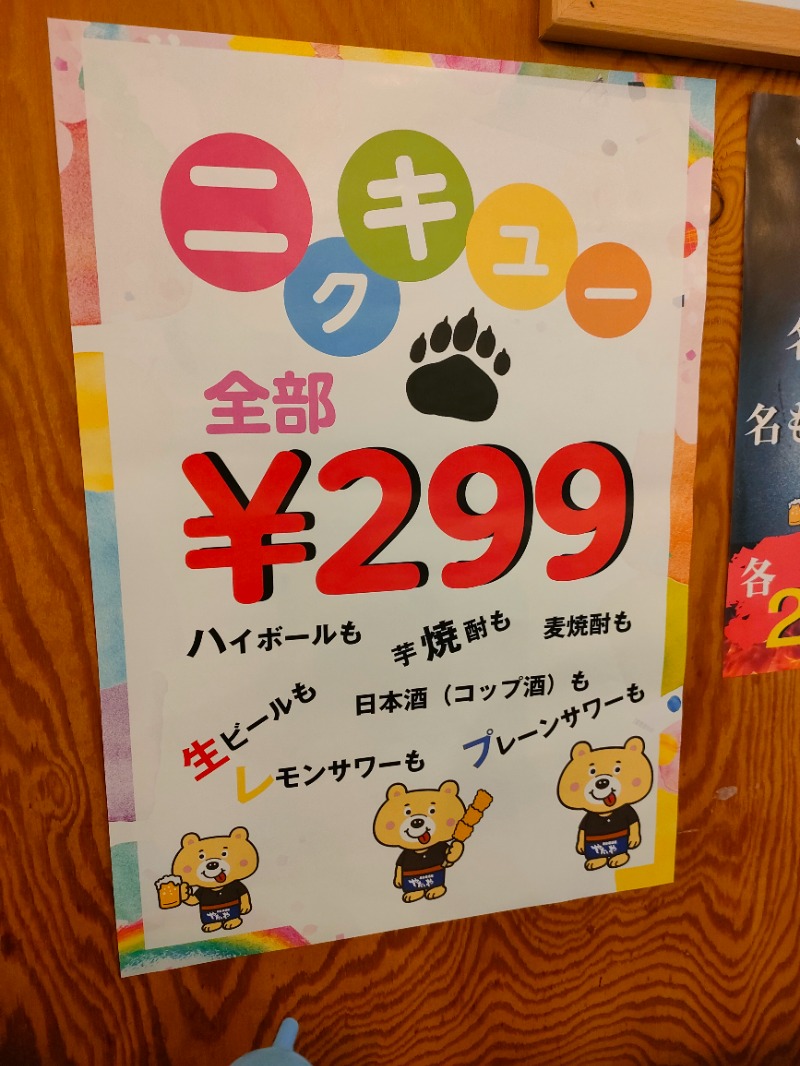 ニクキュー
全部
¥299
ハイボールも 芋焼酎も 麦焼酎も
生ビールも 日本酒（コップ酒）も
レモンサワーも プレーンサワーも
名も
各
2